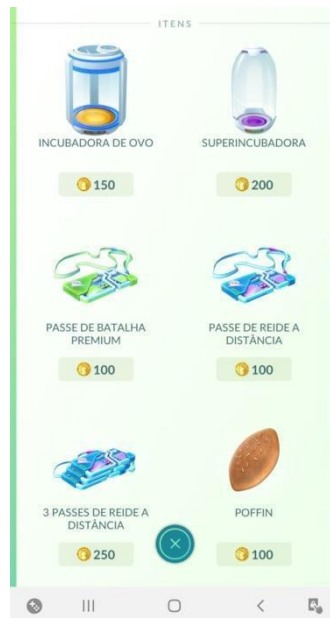 ITENS
INCUBADORA DE OVO
SUPERINCUBADORA
150
200
PASSE DE BATALHA
PREMIUM
PASSE DE REIDE A
DISTÂNCIA
100
100
3 PASSES DE REIDE A
DISTÂNCIA
POFFIN
250
100